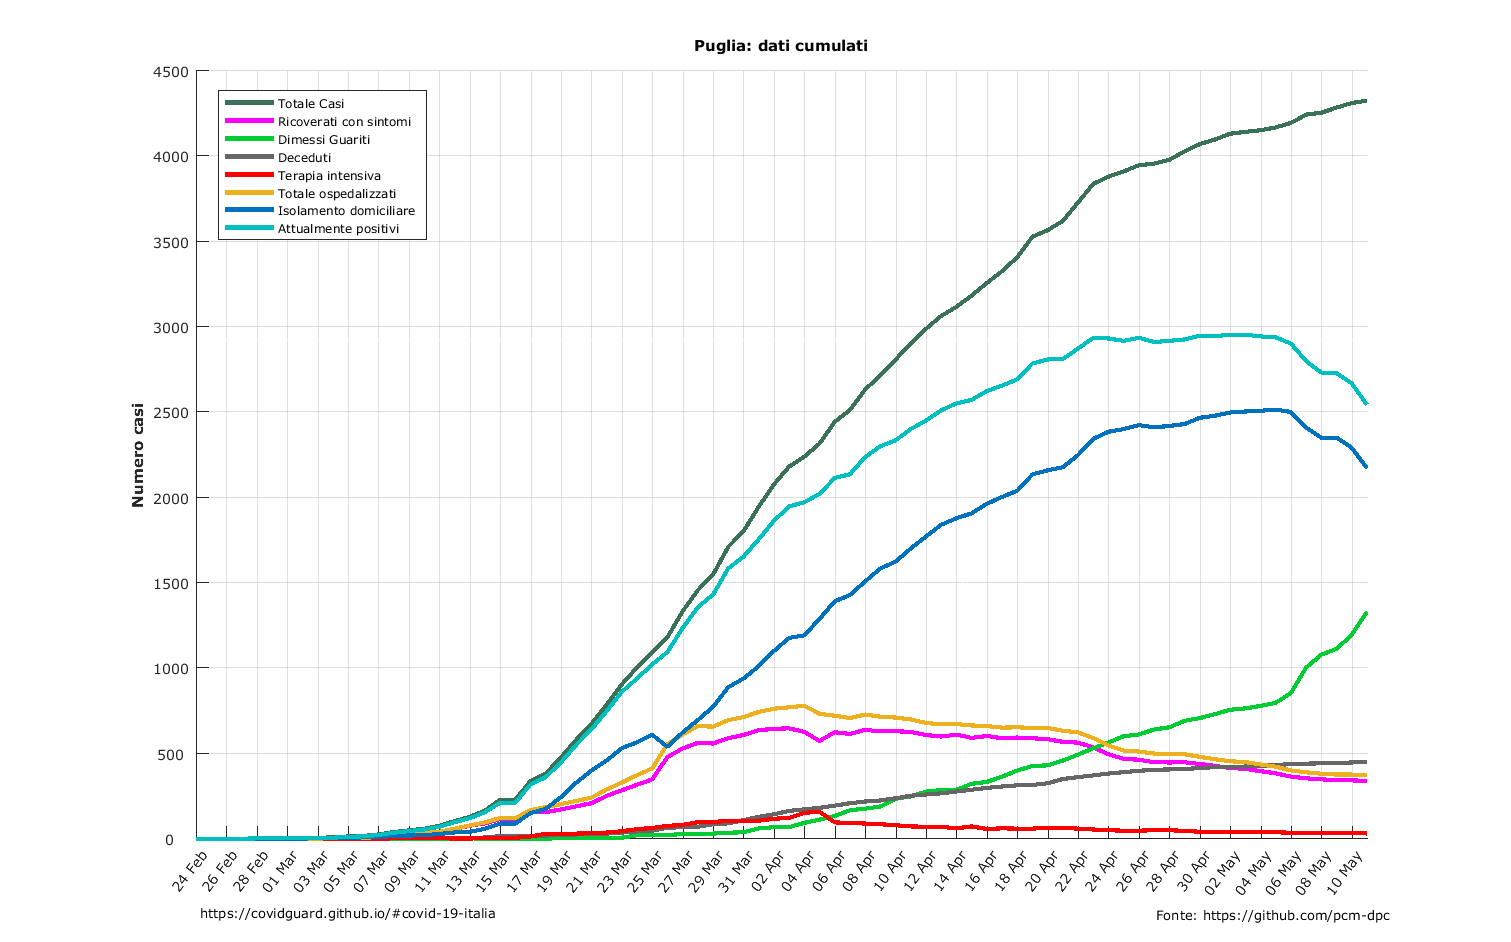 Puglia: dati cumulati
4500
4000
3500
3000
2500
2000
1500
1000
500
0
Numero casi
Totale Casi
Ricoverati con sintomi
Dimessi Guariti
Deceduti
Terapia intensiva
Totale ospedalizzati
Isolamento domiciliare
Attualmente positivi
24 Feb
26 Feb
28 Feb
01 Mar
03 Mar
05 Mar
07 Mar
09 Mar
11 Mar
13 Mar
15 Mar
17 Mar
19 Mar
21 Mar
23 Mar
25 Mar
27 Mar
29 Mar
31 Mar
02 Apr
04 Apr
06 Apr
08 Apr
10 Apr
12 Apr
14 Apr
16 Apr
18 Apr
20 Apr
22 Apr
24 Apr
26 Apr
28 Apr
30 Apr
02 May
04 May
06 May
08 May
10 May
https://covidguard.github.io/#covid-19-italia
Fonte: https://github.com/pcm-dpc